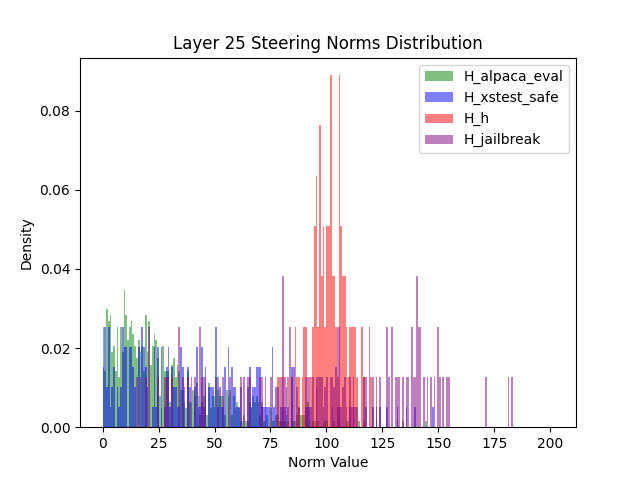 Layer 25 Steering Norms Distribution
H_alpaca_eval
H_xstest_safe
H_h
H_jailbreak
0.08
0.06
0.04
0.02
0.00
Density
0 25 50 75 100 125 150 175 200
Norm Value